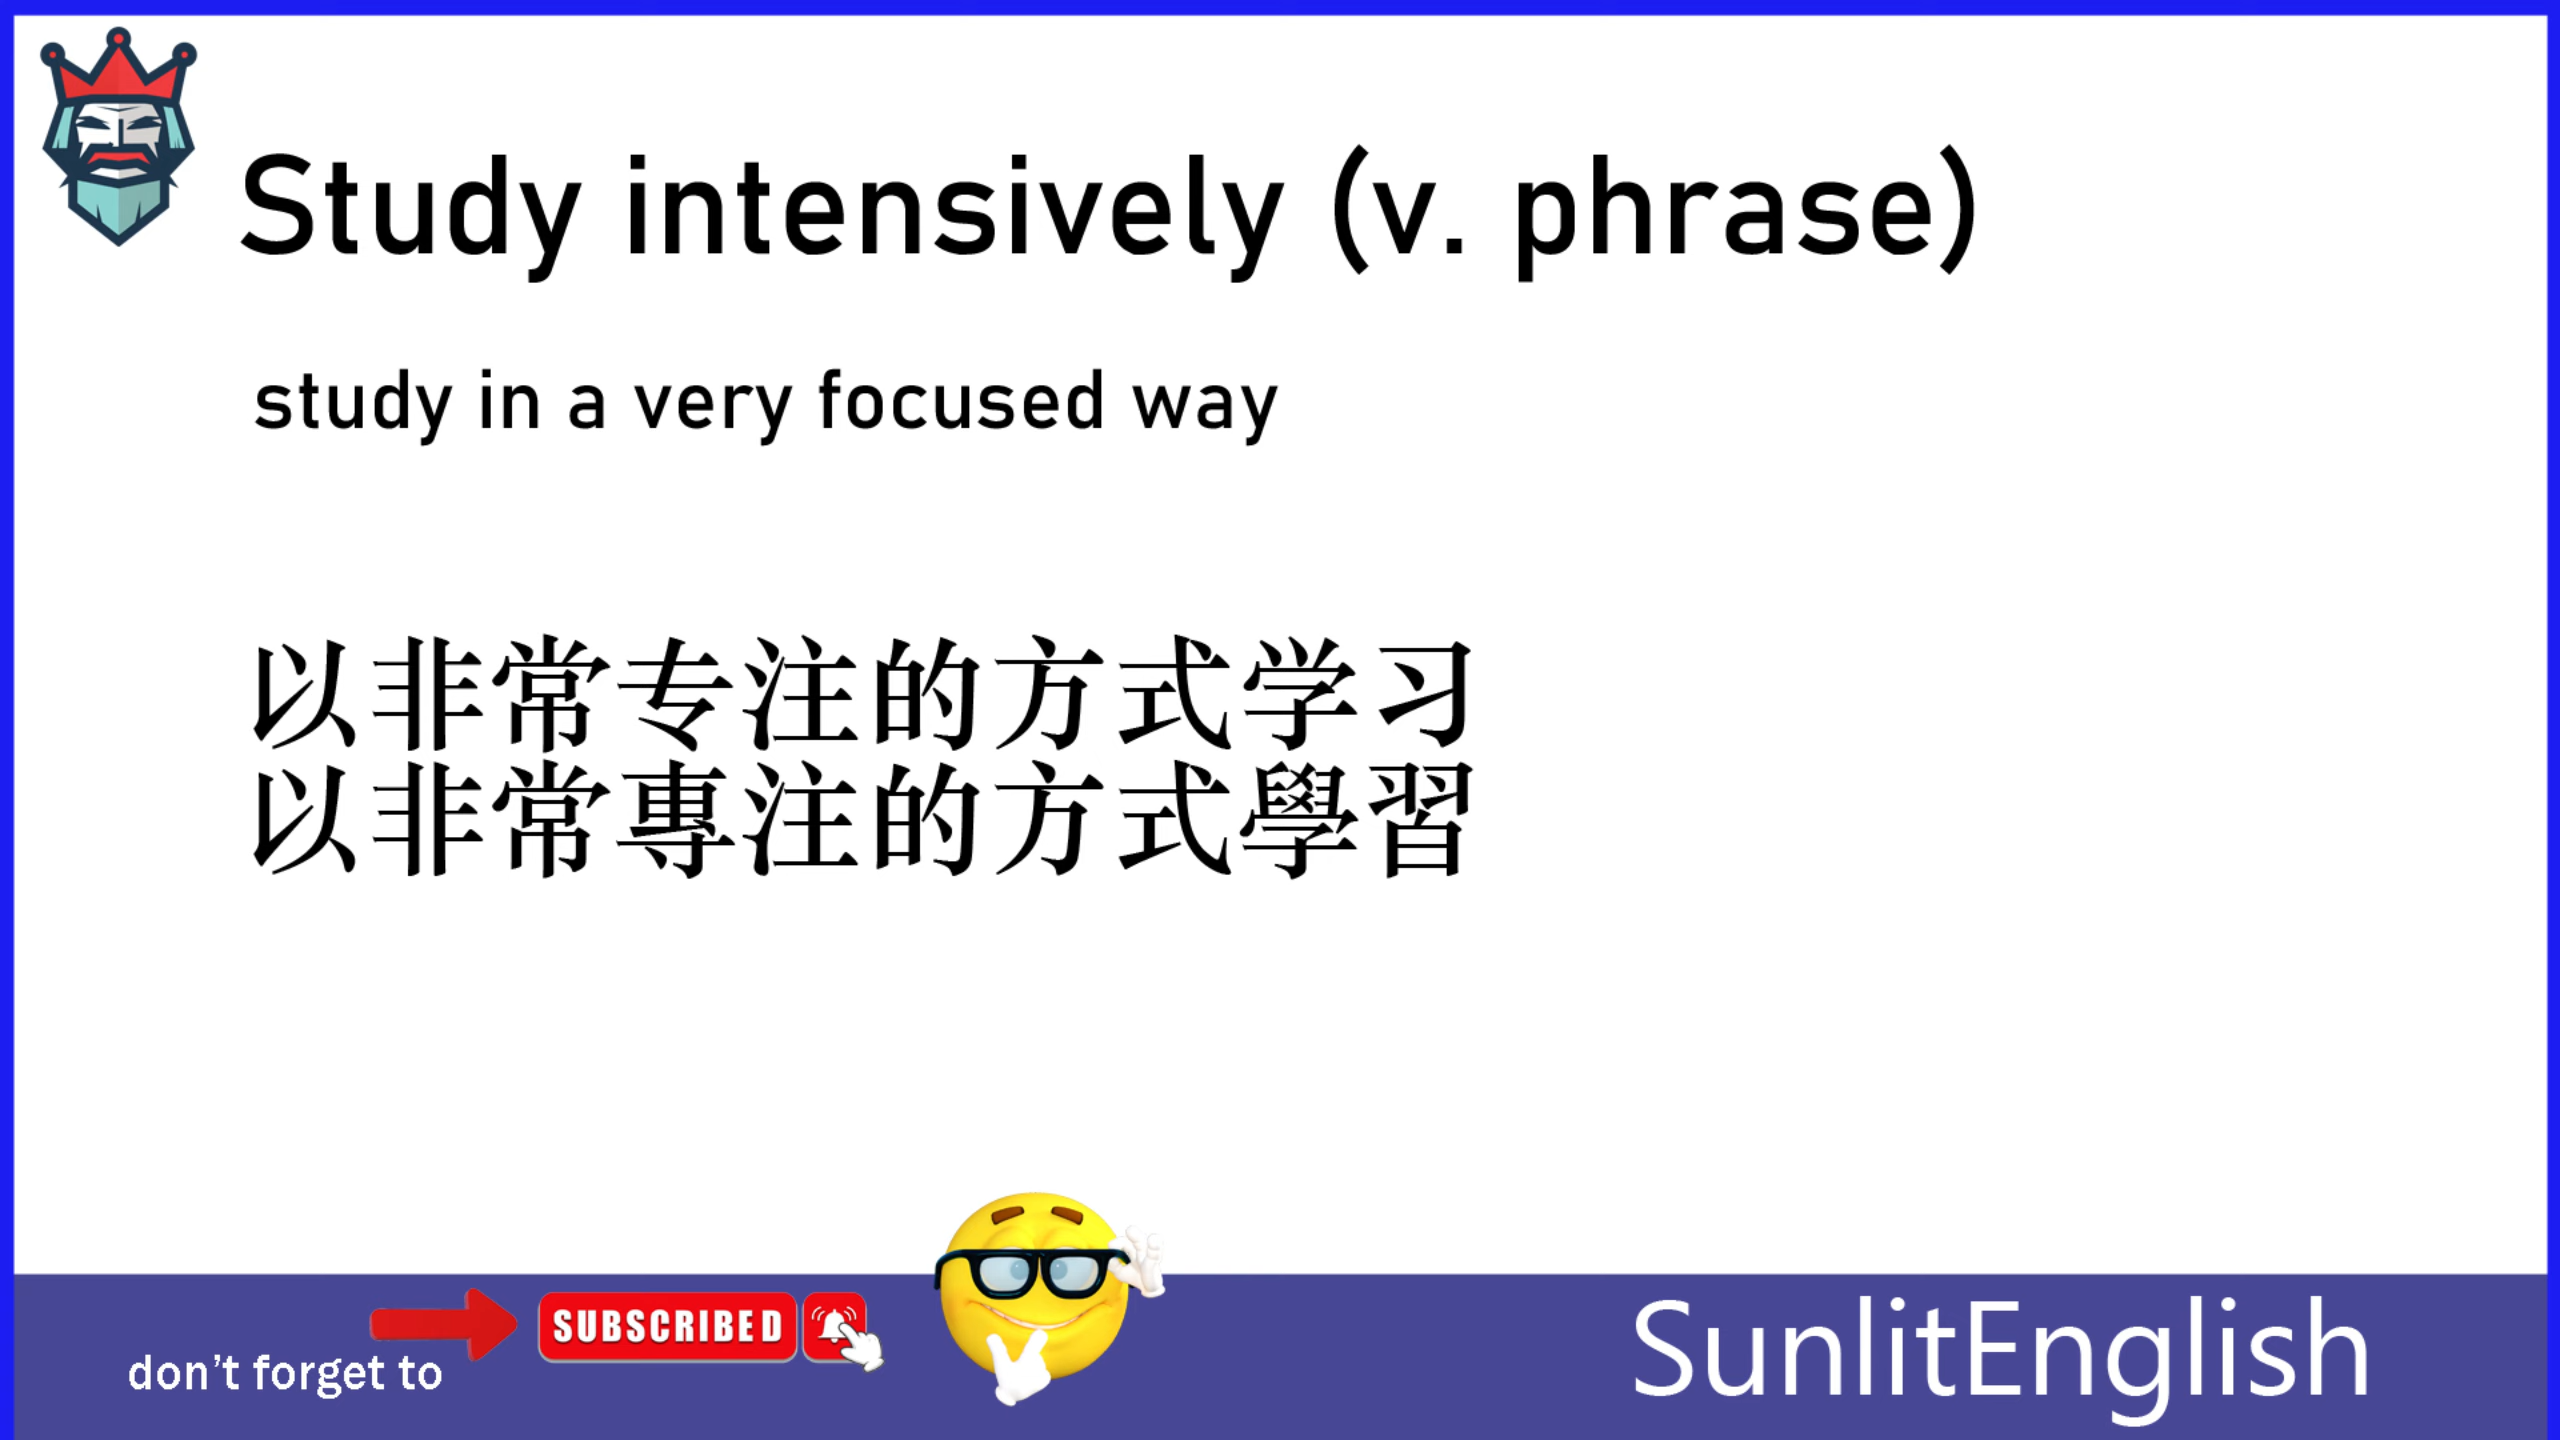 Study intensively (v. phrase)
study in a very focused way
以非常专注的方式学习
以非常專注的方式學習
don't forget to
SUBSCRIBED
SunlitEnglish